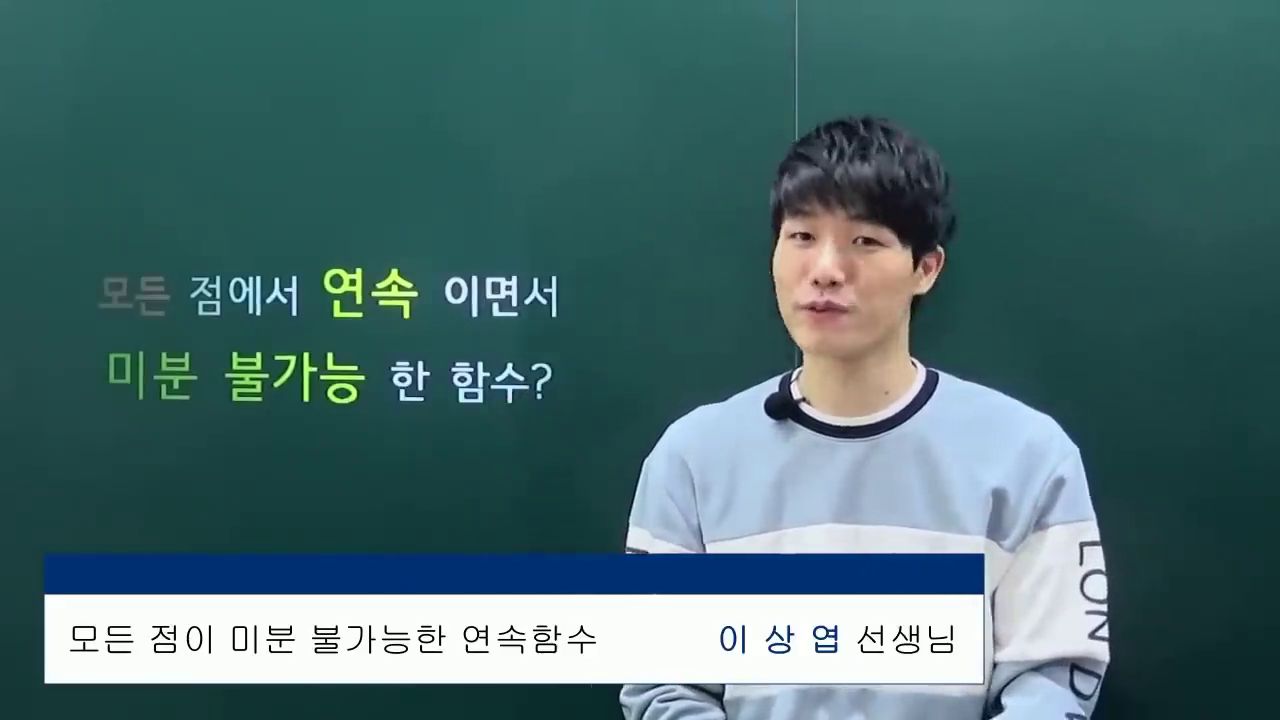 모든 점에서 연속 이면서
미분 불가능 한 함수?
모든 점이 미분 불가능한 연속함수
이 상 엽 선생님
LOND